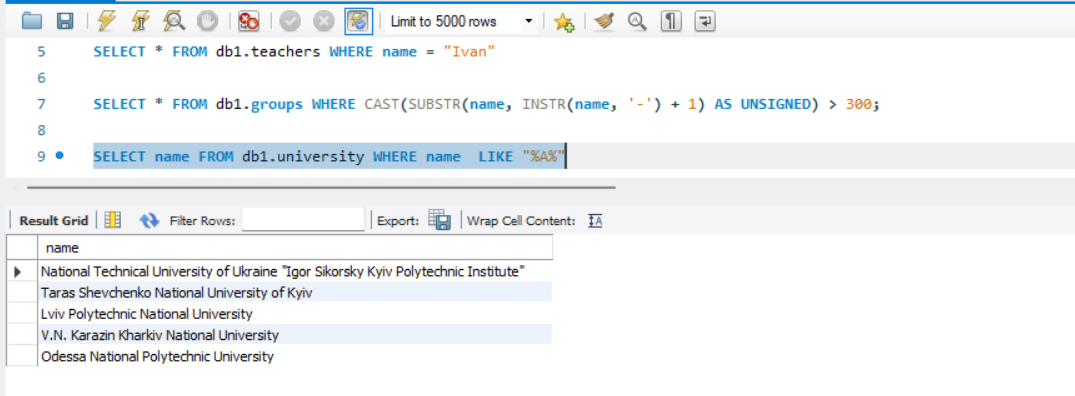 Limit to 5000 rows
5 SELECT * FROM db1.teachers WHERE name = "Ivan"
6
7 SELECT * FROM db1.groups WHERE CAST(SUBSTR(name, INSTR(name, '-') + 1) AS UNSIGNED) > 300;
8
9 SELECT name FROM db1.university WHERE name  LIKE "%A%"
Result Grid Filter Rows: Export: Wrap Cell Content: IA
name
National Technical University of Ukraine "Igor Sikorsky Kyiv Polytechnic Institute"
Taras Shevchenko National University of Kyiv
Lviv Polytechnic National University
V.N. Karazin Kharkiv National University
Odessa National Polytechnic University